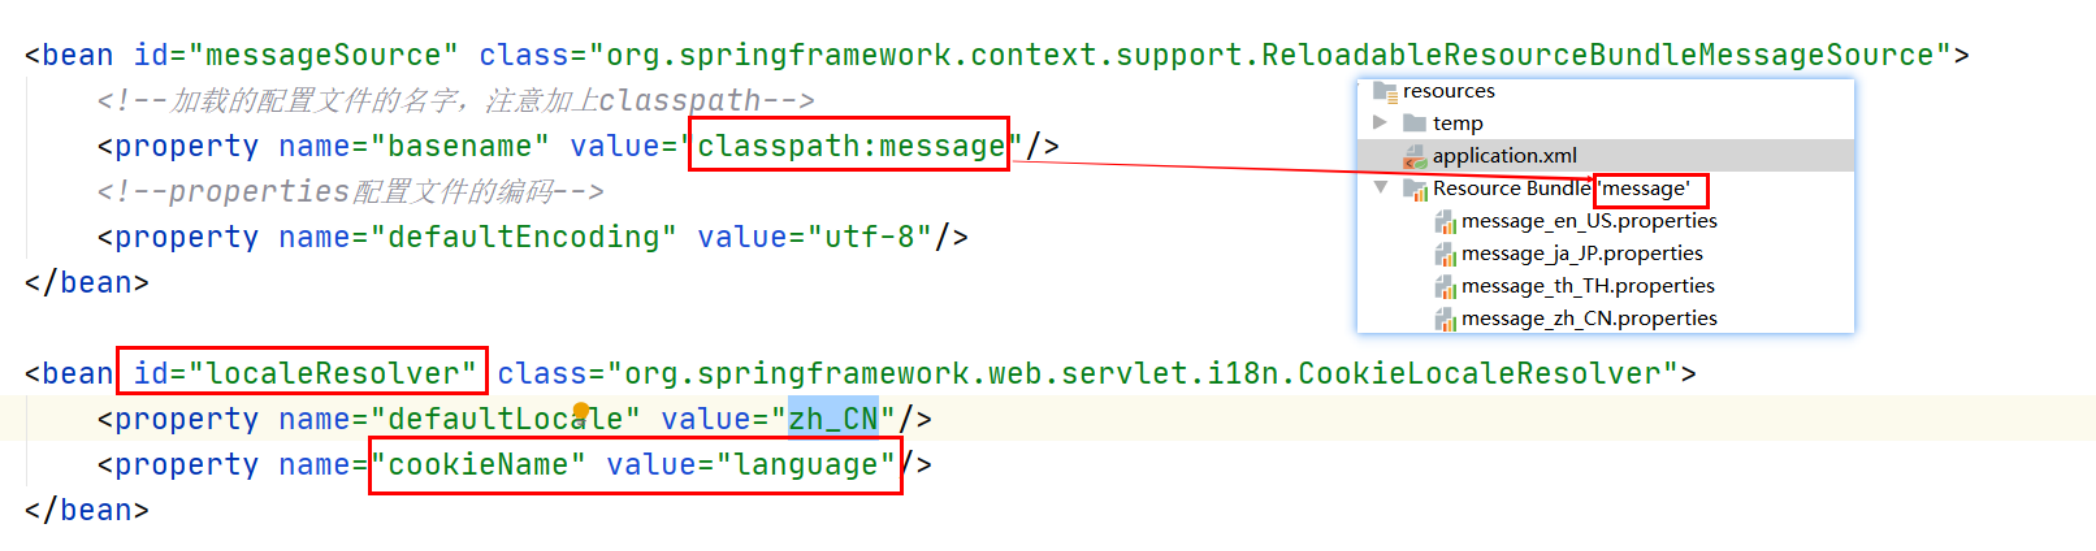 <bean id="messageSource" class="org.springframework.context.support.ReloadableResourceBundleMessageSource">
<!--加载的配置文件的名字，注意加上classpath-->
<property name="basename" value="classpath:message"/>
<!--properties配置文件的编码-->
<property name="defaultEncoding" value="utf-8"/>
</bean>
resources
temp
application.xml
Resource Bundle 'message'
message_en_US.properties
message_ja_JP.properties
message_th_TH.properties
message_zh_CN.properties
<bean id="localeResolver" class="org.springframework.web.servlet.i18n.CookieLocaleResolver">
<property name="defaultLocale" value="zh_CN"/>
<property name="cookieName" value="language"/>
</bean>